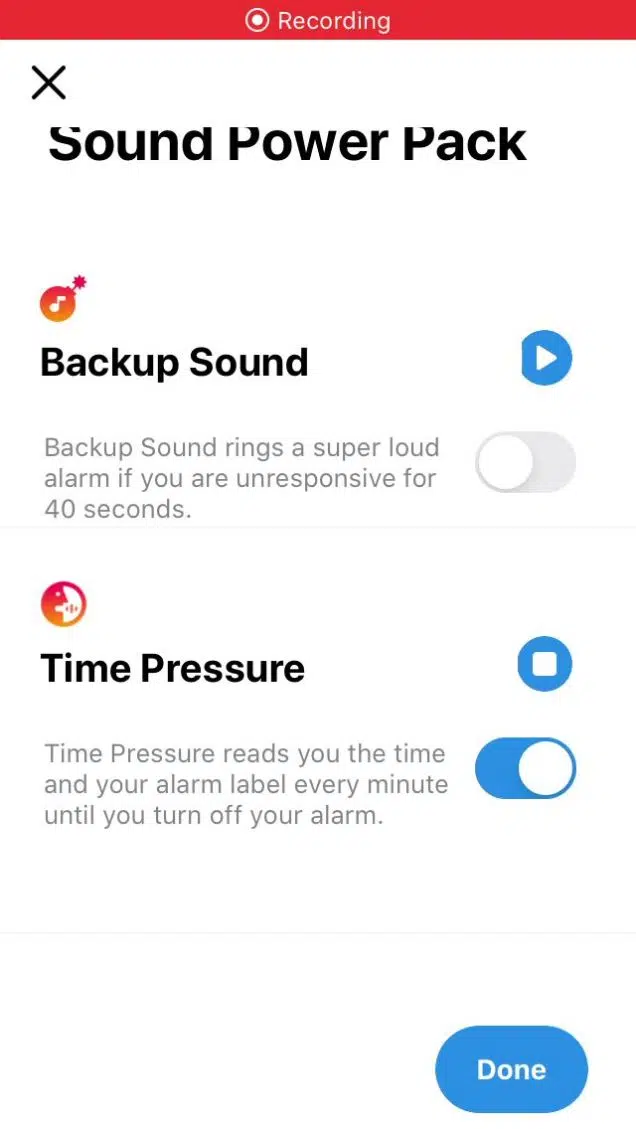 Recording
Sound Power Pack
Backup Sound
Backup Sound rings a super loud
alarm if you are unresponsive for
40 seconds.
Time Pressure
Time Pressure reads you the time
and your alarm label every minute
until you turn off your alarm.
Done